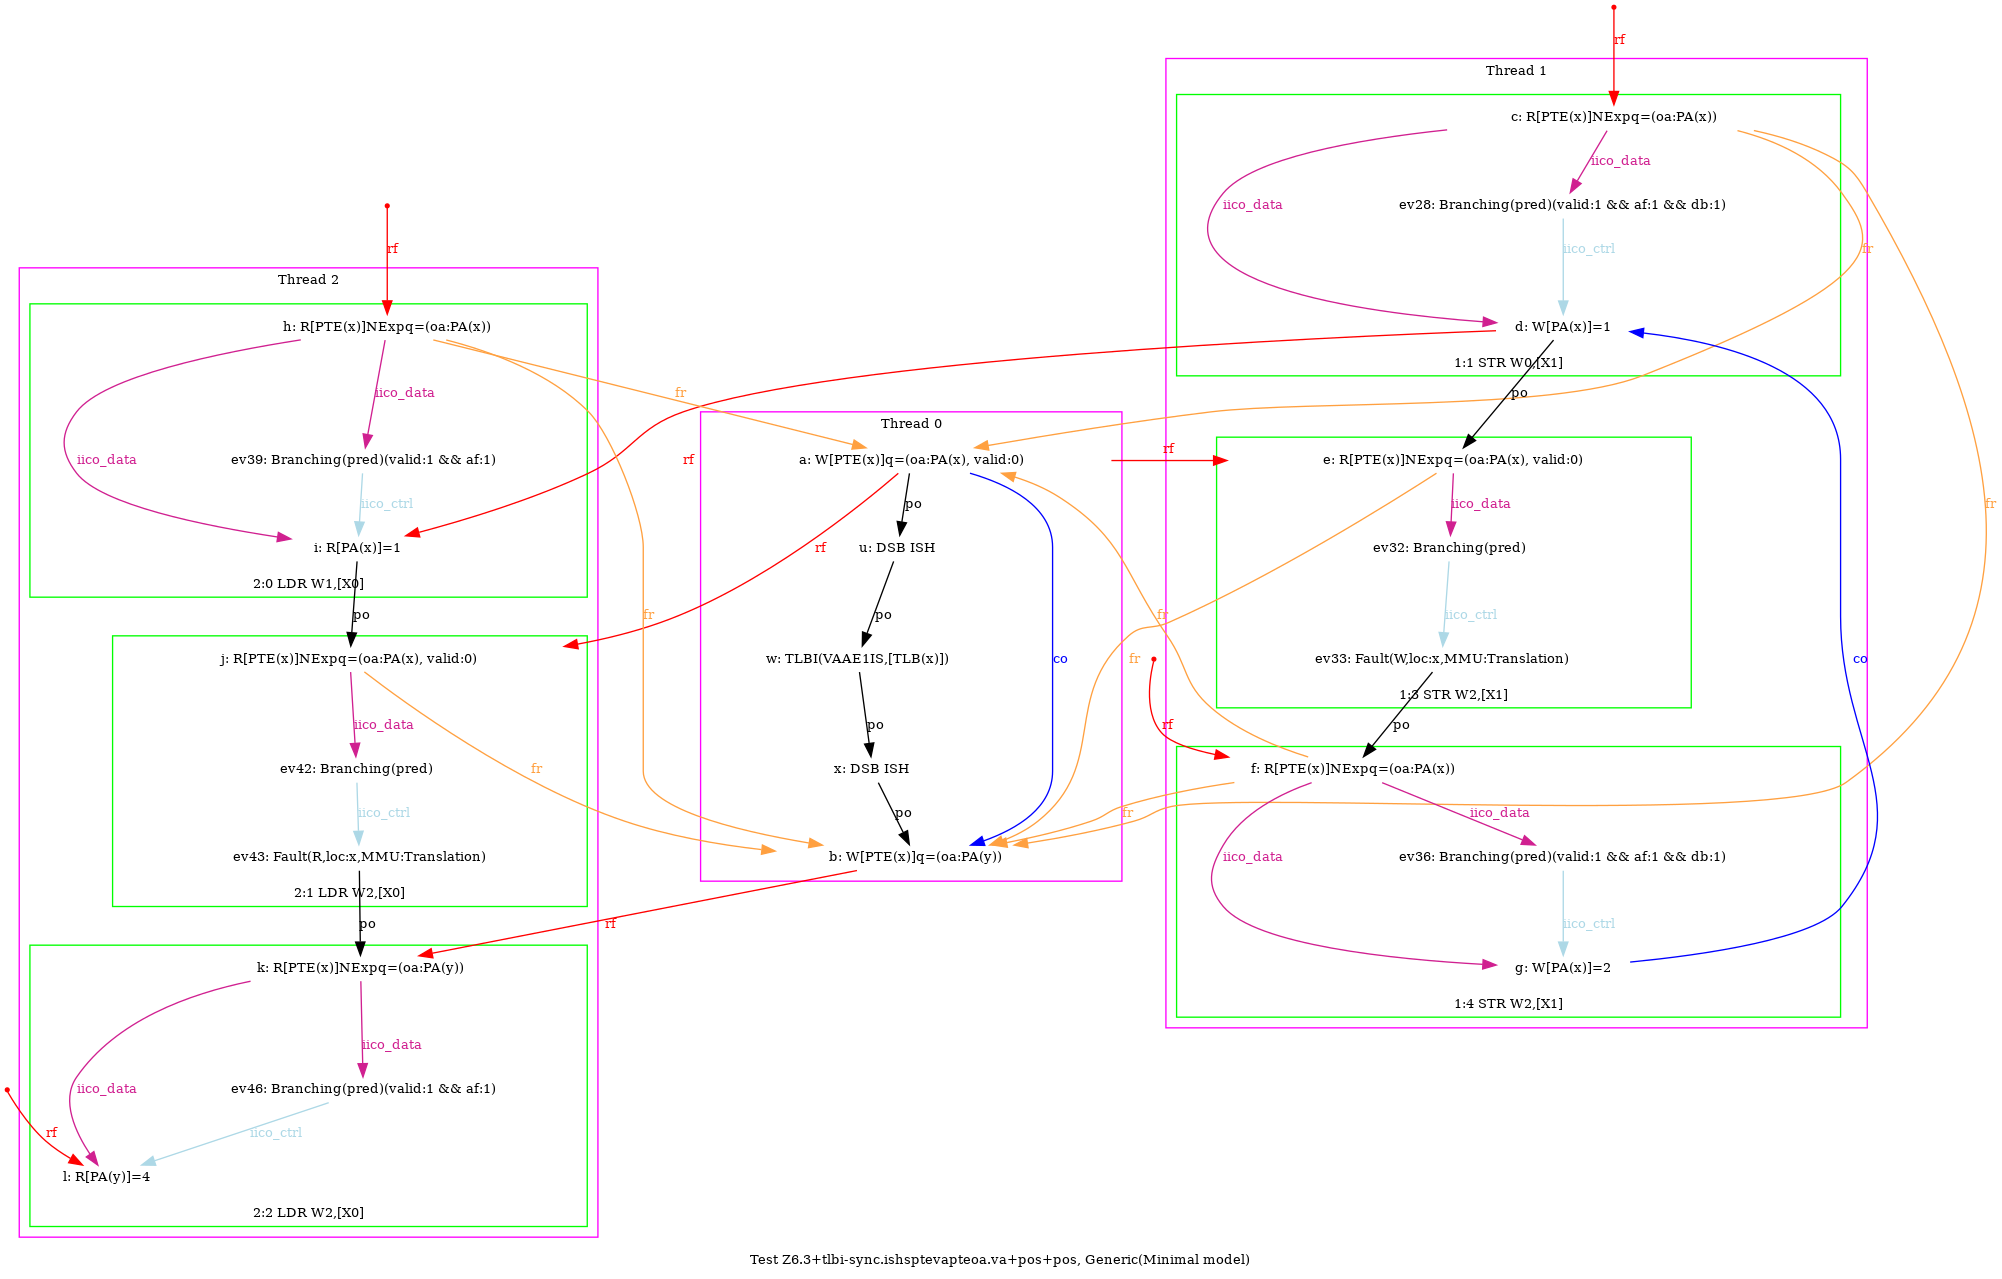 rf
Thread 1
c: R[PTE(x)]NExpq=(oa:PA(x))
iico_data
iico_data
ev28: Branching(pred)(valid:1 && af:1 && db:1)
rf
iico_ctrl
fr
Thread 2
h: R[PTE(x)]NExpq=(oa:PA(x))
d: W[PA(x)]=1
1:1 STR W0,[X1]
iico_data
fr
po
Thread 0
iico_data
ev39: Branching(pred)(valid:1 && af:1)
rf
a: W[PTE(x)]q=(oa:PA(x), valid:0)
rf
e: R[PTE(x)]NExpq=(oa:PA(x), valid:0)
iico_ctrl
po
iico_data
fr
i: R[PA(x)]=1
rf
u: DSB ISH
ev32: Branching(pred)
2:0 LDR W1,[X0]
po
fr
po
fr
iico_ctrl
j: R[PTE(x)]NExpq=(oa:PA(x), valid:0)
w: TLBI(VAAE1IS,[TLB(x)])
co
fr
ev33: Fault(W,loc:x,MMU:Translation)
co
1:3 STR W2,[X1]
iico_data
po
rf
po
ev42: Branching(pred)
fr
x: DSB ISH
f: R[PTE(x)]NExpq=(oa:PA(x))
iico_ctrl
po
fr
iico_data
ev43: Fault(R,loc:x,MMU:Translation)
b: W[PTE(x)]q=(oa:PA(y))
iico_data
ev36: Branching(pred)(valid:1 && af:1 && db:1)
2:1 LDR W2,[X0]
po
rf
iico_ctrl
k: R[PTE(x)]NExpq=(oa:PA(y))
g: W[PA(x)]=2
1:4 STR W2,[X1]
iico_data
iico_data
ev46: Branching(pred)(valid:1 && af:1)
rf
iico_ctrl
l: R[PA(y)]=4
2:2 LDR W2,[X0]
Test Z6.3+tlbi-sync.ishsptevapteoa.va+pos+pos, Generic(Minimal model)